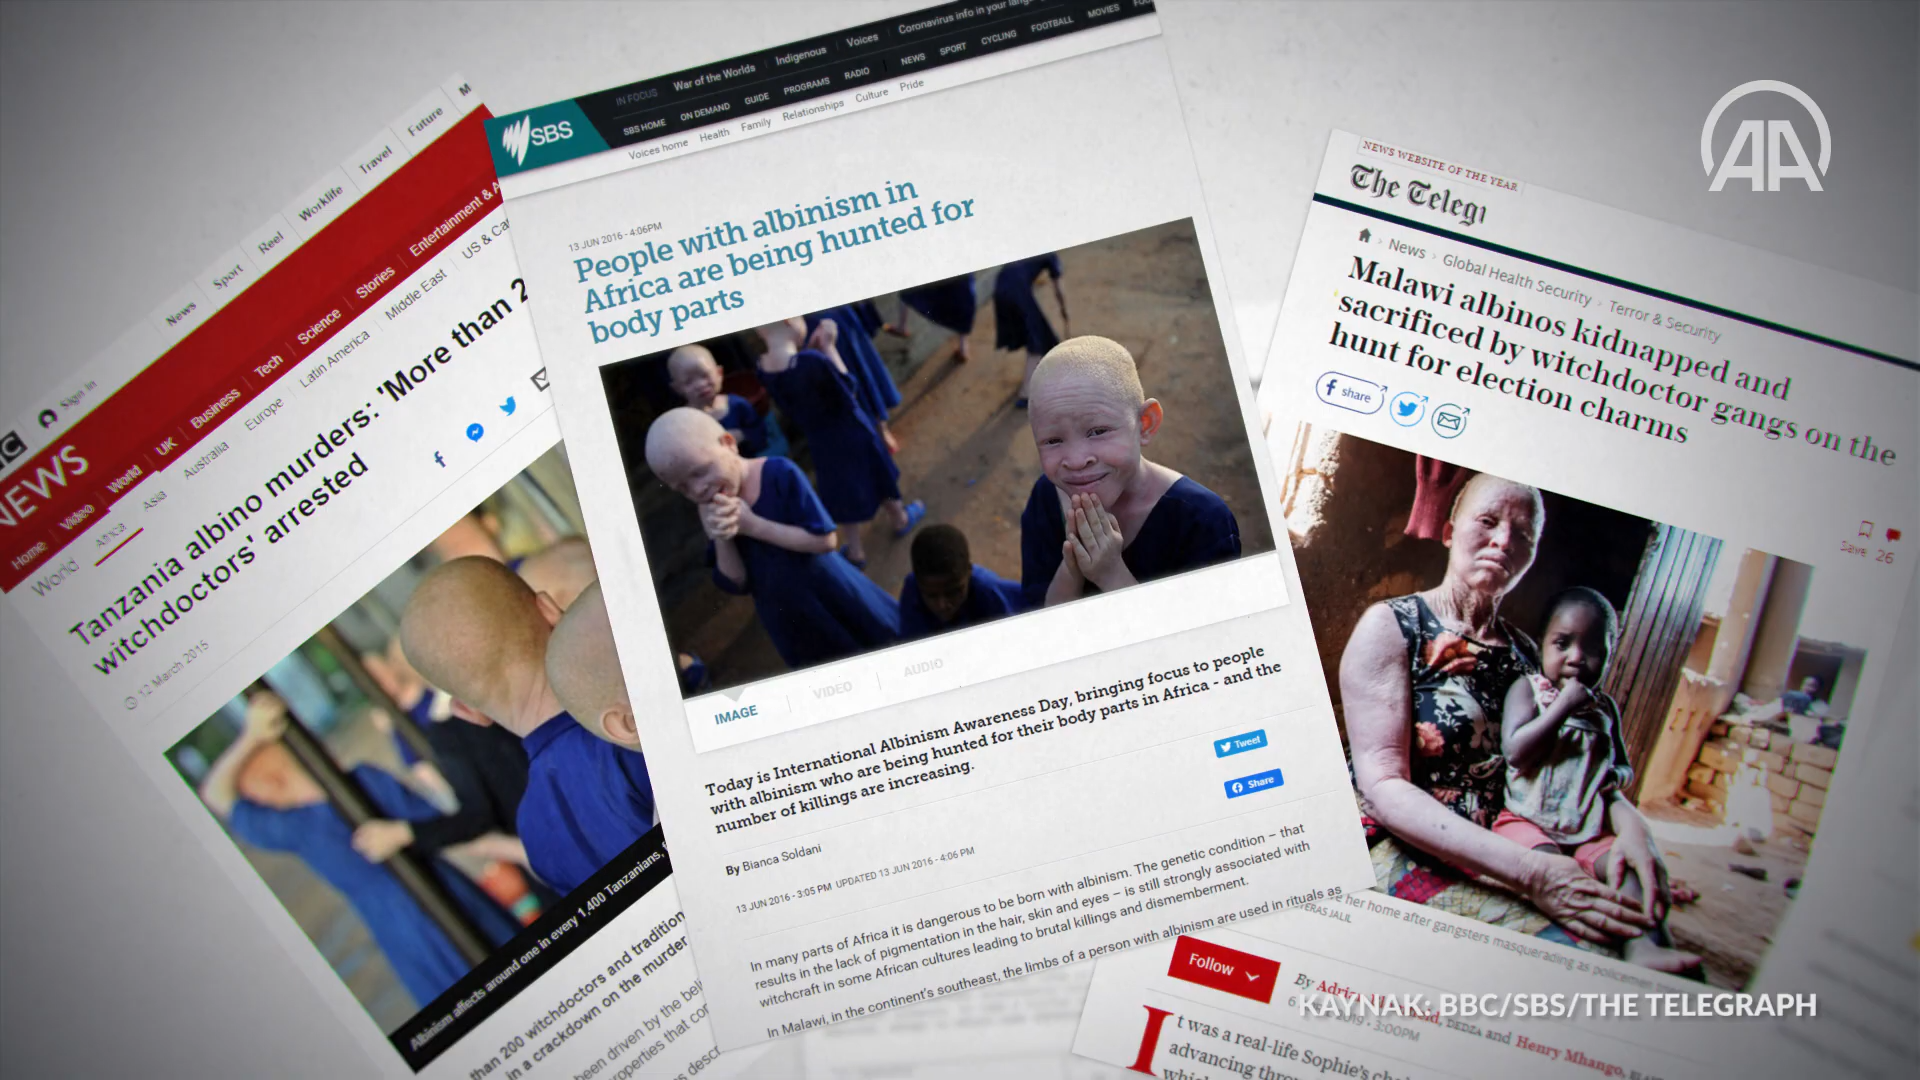 Future
Travel
Worklife
Reel
Sport
News
Sign in
NEWS
Home
Video
World
UK
Business
Tech
Science
Stories
Entertainment &
World
Africa
Asia
Australia
Europe
Latin America
Middle East
US &
Tanzania albino murders: 'More than
witchdoctors' arrested
12 March 2015
Albinism affects around one in every 1,400 Tanzanians,
than 200 witchdoctors and tradition
in a crackdown on the murder
been driven by the
SBS
IN FOCUS War of the Worlds Indigenous Voices Coronavirus info in your
SBS HOME ON DEMAND GUIDE PROGRAMS RADIO NEWS SPORT CYCLING FOOTBALL MOVIES
Voices home Health Family Relationships Culture Pride
13 JUN 2016 - 4:06PM
People with albinism in
Africa are being hunted for
body parts
IMAGE VIDEO AUDIO
Today is International Albinism Awareness Day, bringing focus to people
with albinism who are being hunted for their body parts in Africa - and the
number of killings are increasing.
Tweet
Share
By Bianca Soldani
13 JUN 2016 - 3:05 PM UPDATED 13 JUN 2016 - 4:06 PM
In many parts of Africa it is dangerous to be born with albinism. The genetic condition – that
results in the lack of pigmentation in the hair, skin and eyes – is still strongly associated with
witchcraft in some African cultures leading to brutal killings and dismemberment.
In Malawi, in the continent's southeast, the limbs of a person with albinism are used in rituals as
AA
NEWS WEBSITE OF THE YEAR
The
News Global Health Security Terror & Security
Malawi albinos kidnapped and
sacrificed by witchdoctor gangs on the
hunt for election charms
share
Save 26
her home after gangsters masquerading as policemen
JALIL
Follow
By
and Henry Mhango,
It was a real-life Sophie's
advancing
KAYNAK: BBC/SBS/THE TELEGRAPH